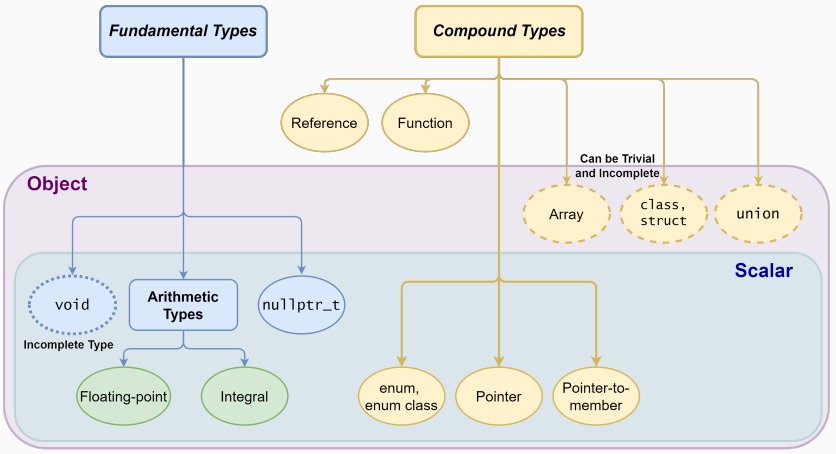 Fundamental Types
Compound Types
Reference
Function
Can be Trivial
and Incomplete
Object
Array
class,
struct
union
Scalar
void
Arithmetic
Types
nullptr_t
Incomplete Type
Floating-point
Integral
enum,
enum class
Pointer
Pointer-to-
member